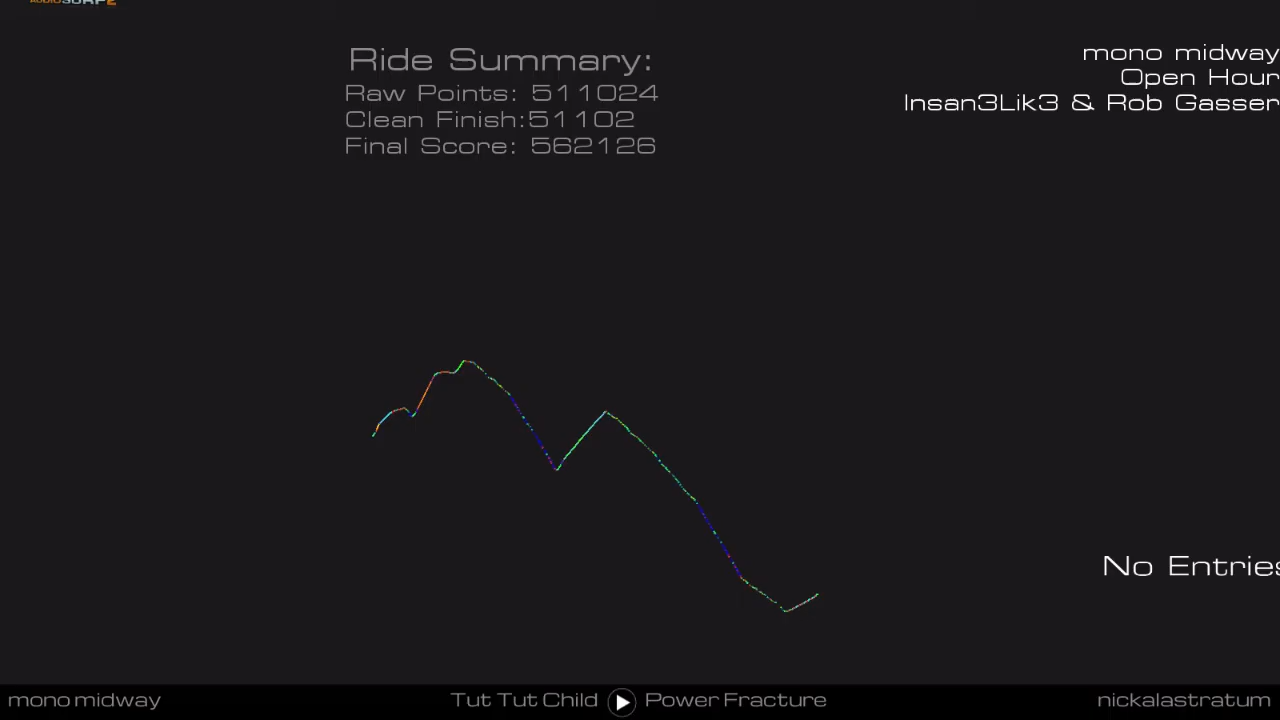 AUDIOSURF2
Ride Summary:
Raw Points: 511024
Clean Finish:51102
Final Score: 562126
mono midway
Open Hour
Insan3Lik3 & Rob Gasser
No Entries
mono midway
Tut Tut Child
Power Fracture
nickalastratum